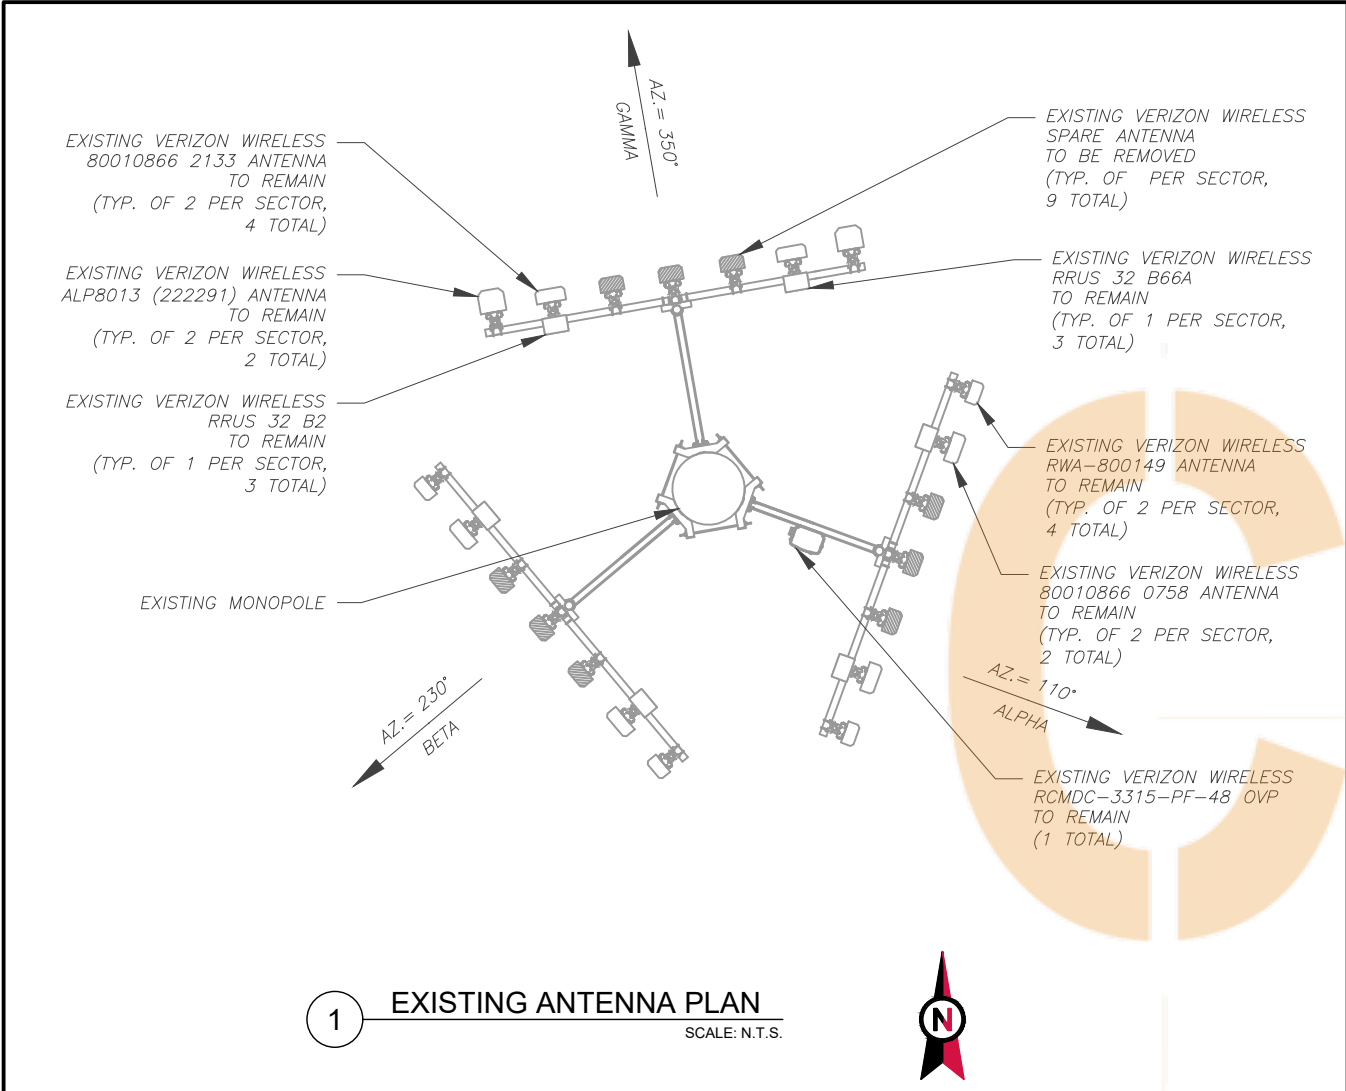 AZ.= 350°
GAMMA
EXISTING VERIZON WIRELESS
80010866 2133 ANTENNA
TO REMAIN
(TYP. OF 2 PER SECTOR,
4 TOTAL)
EXISTING VERIZON WIRELESS
ALP8013 (222291) ANTENNA
TO REMAIN
(TYP. OF 2 PER SECTOR,
2 TOTAL)
EXISTING VERIZON WIRELESS
RRUS 32 B2
TO REMAIN
(TYP. OF 1 PER SECTOR,
3 TOTAL)
EXISTING MONOPOLE
AZ.= 230°
BETA
EXISTING VERIZON WIRELESS
SPARE ANTENNA
TO BE REMOVED
(TYP. OF PER SECTOR,
9 TOTAL)
EXISTING VERIZON WIRELESS
RRUS 32 B66A
TO REMAIN
(TYP. OF 1 PER SECTOR,
3 TOTAL)
EXISTING VERIZON WIRELESS
RWA-800149 ANTENNA
TO REMAIN
(TYP. OF 2 PER SECTOR,
4 TOTAL)
EXISTING VERIZON WIRELESS
80010866 0758 ANTENNA
TO REMAIN
(TYP. OF 2 PER SECTOR,
2 TOTAL)
AZ.= 110°
ALPHA
EXISTING VERIZON WIRELESS
RCMDC-3315-PF-48 OVP
TO REMAIN
(1 TOTAL)
1
EXISTING ANTENNA PLAN
SCALE: N.T.S.
N